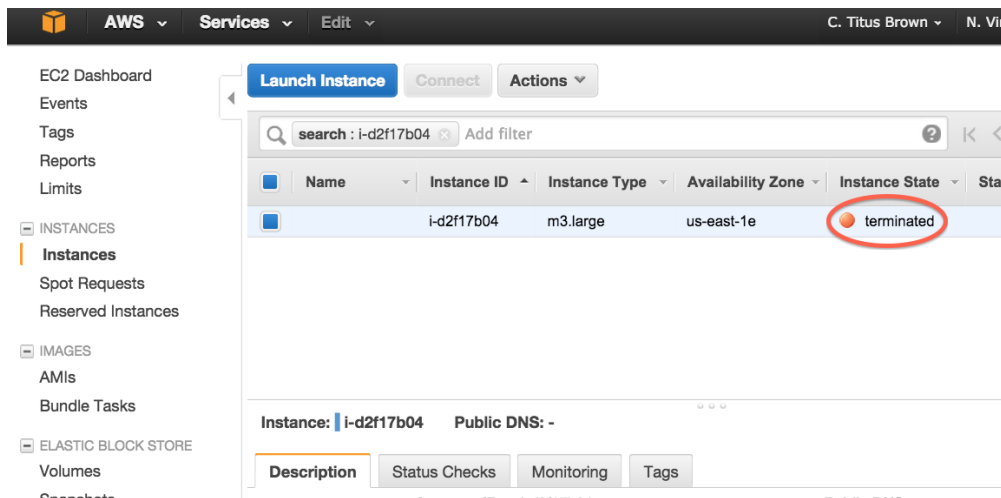 AWS Services Edit C. Titus Brown N.
EC2 Dashboard
Events
Tags
Reports
Limits
INSTANCES
Instances
Spot Requests
Reserved Instances
IMAGES
AMIs
Bundle Tasks
ELASTIC BLOCK STORE
Volumes
Launch Instance Connect Actions
search : i-d2f17b04 Add filter
Name Instance ID Instance Type Availability Zone Instance State
i-d2f17b04 m3.large us-east-1e terminated
Instance: i-d2f17b04 Public DNS: -
Description Status Checks Monitoring Tags